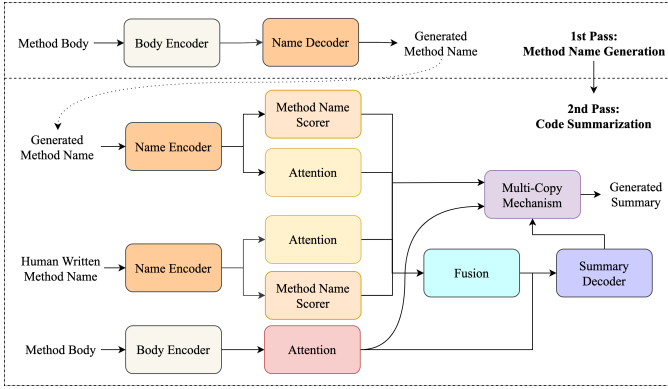 Method Body
Body Encoder
Name Decoder
Generated
Method Name
1st Pass:
Method Name Generation
2nd Pass:
Code Summarization
Generated
Method Name
Name Encoder
Method Name
Scorer
Attention
Multi-Copy
Mechanism
Generated
Summary
Human Written
Method Name
Name Encoder
Attention
Method Name
Scorer
Fusion
Summary
Decoder
Method Body
Body Encoder
Attention